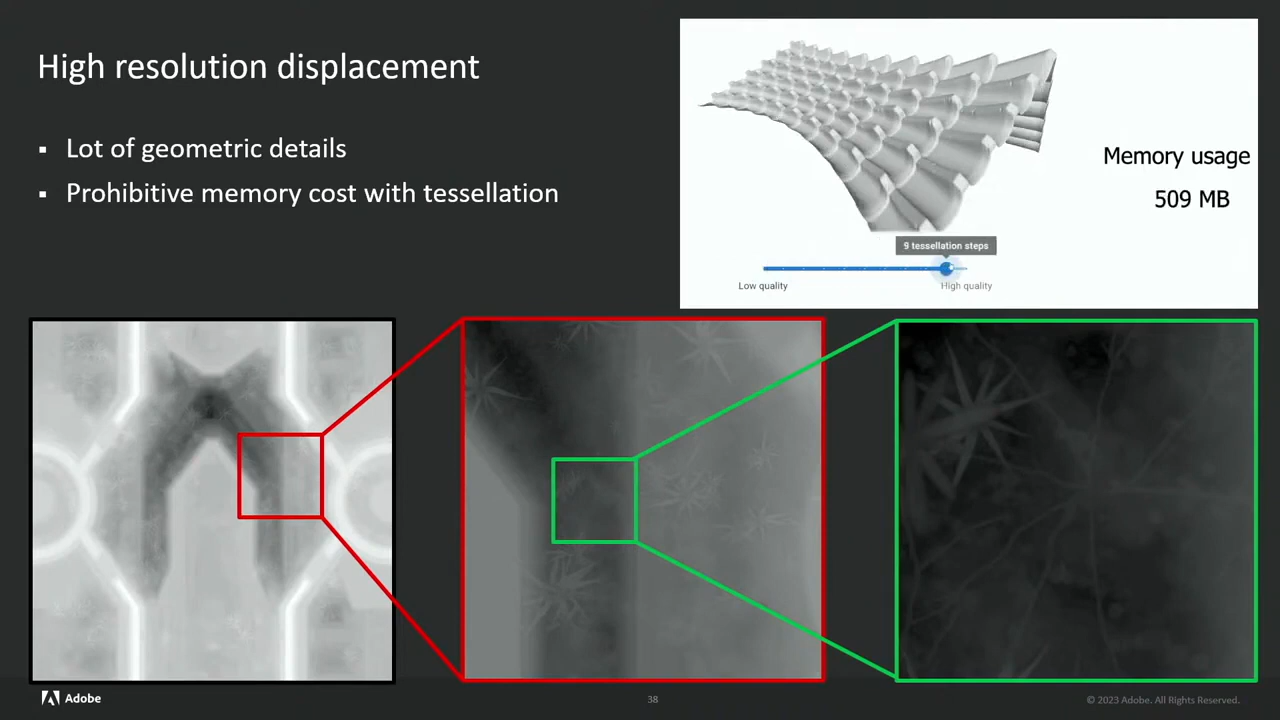 High resolution displacement
▪ Lot of geometric details
▪ Prohibitive memory cost with tessellation
Memory usage
509 MB
9 tessellation steps
Low quality
High quality
Adobe
38
© 2023 Adobe. All Rights Reserved.